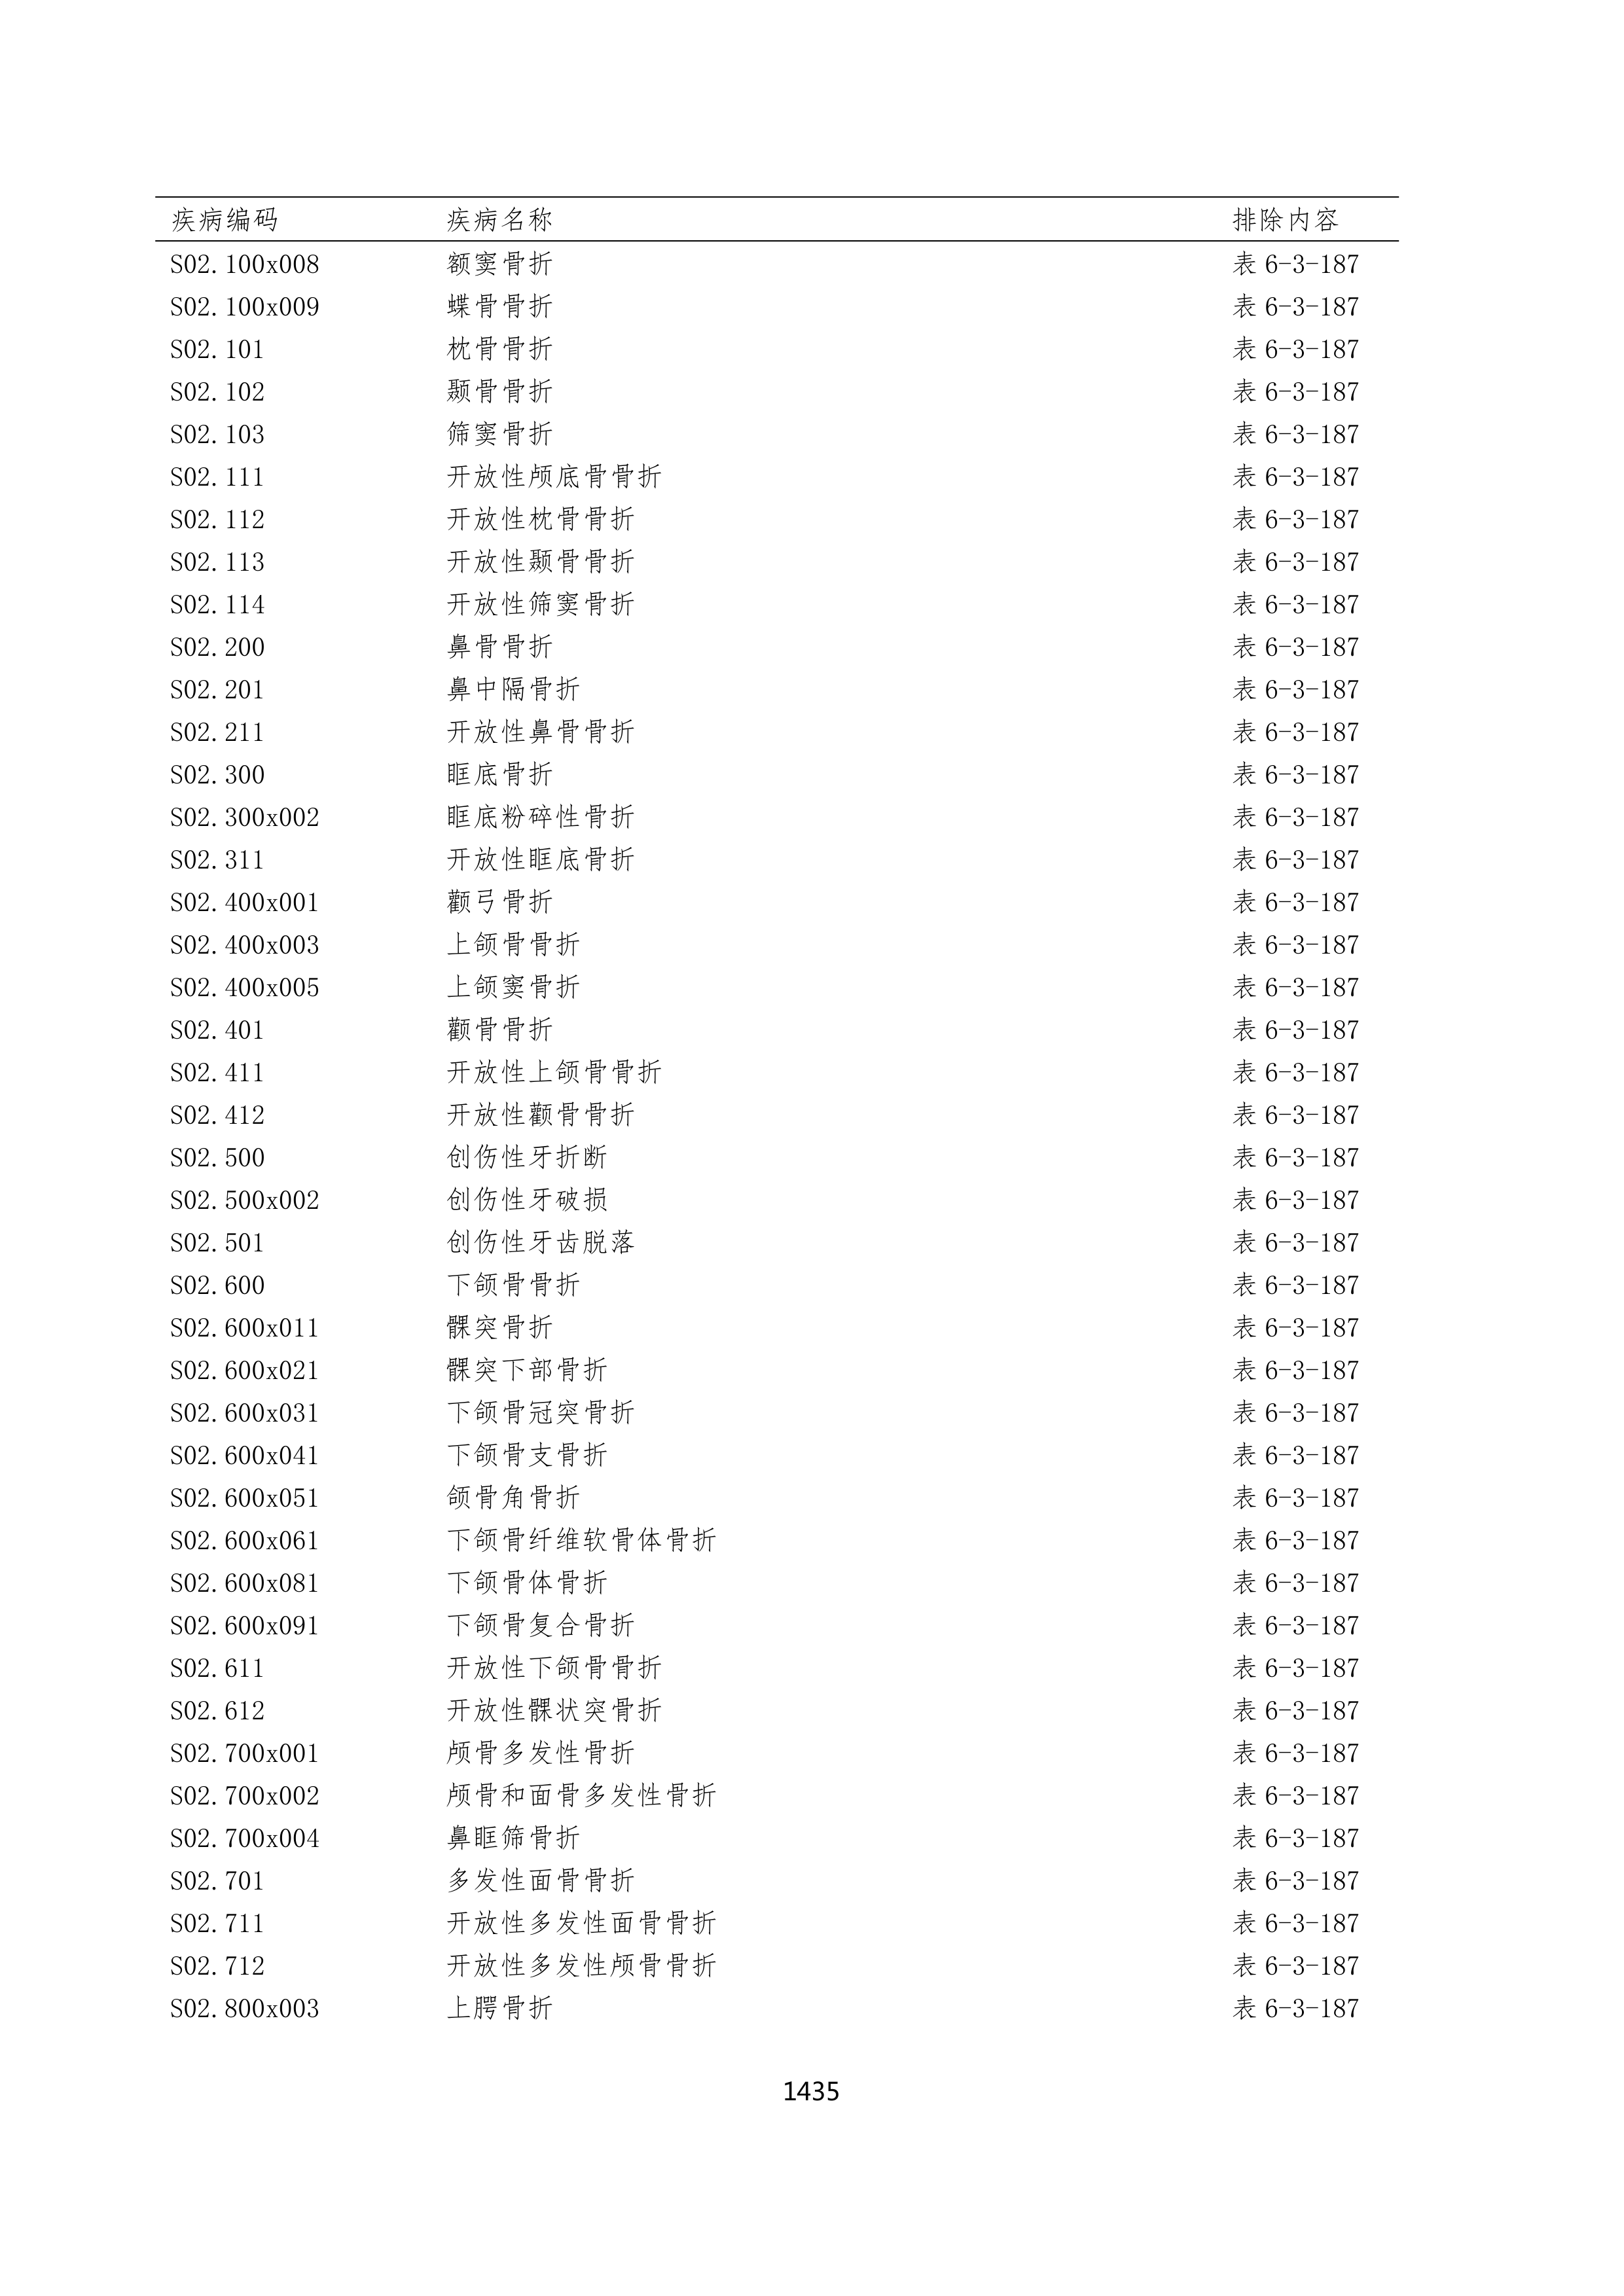 疾病编码 疾病名称 排除内容
S02.100x008 额窦骨折 表 6-3-187
S02.100x009 蝶骨骨折 表 6-3-187
S02.101 枕骨骨折 表 6-3-187
S02.102 颞骨骨折 表 6-3-187
S02.103 筛窦骨折 表 6-3-187
S02.111 开放性颅底骨骨折 表 6-3-187
S02.112 开放性枕骨骨折 表 6-3-187
S02.113 开放性颞骨骨折 表 6-3-187
S02.114 开放性筛窦骨折 表 6-3-187
S02.200 鼻骨骨折 表 6-3-187
S02.201 鼻中隔骨折 表 6-3-187
S02.211 开放性鼻骨骨折 表 6-3-187
S02.300 眶底骨折 表 6-3-187
S02.300x002 眶底粉碎性骨折 表 6-3-187
S02.311 开放性眶底骨折 表 6-3-187
S02.400x001 颧弓骨折 表 6-3-187
S02.400x003 上颌骨骨折 表 6-3-187
S02.400x005 上颌窦骨折 表 6-3-187
S02.401 颧骨骨折 表 6-3-187
S02.411 开放性上颌骨骨折 表 6-3-187
S02.412 开放性颧骨骨折 表 6-3-187
S02.500 创伤性牙折断 表 6-3-187
S02.500x002 创伤性牙破损 表 6-3-187
S02.501 创伤性牙齿脱落 表 6-3-187
S02.600 下颌骨骨折 表 6-3-187
S02.600x011 髁突骨折 表 6-3-187
S02.600x021 髁突下部骨折 表 6-3-187
S02.600x031 下颌骨冠突骨折 表 6-3-187
S02.600x041 下颌骨支骨折 表 6-3-187
S02.600x051 颌骨角骨折 表 6-3-187
S02.600x061 下颌骨纤维软骨体骨折 表 6-3-187
S02.600x081 下颌骨体骨折 表 6-3-187
S02.600x091 下颌骨复合骨折 表 6-3-187
S02.611 开放性下颌骨骨折 表 6-3-187
S02.612 开放性髁状突骨折 表 6-3-187
S02.700x001 颅骨多发性骨折 表 6-3-187
S02.700x002 颅骨和面骨多发性骨折 表 6-3-187
S02.700x004 鼻眶筛骨折 表 6-3-187
S02.701 多发性面骨骨折 表 6-3-187
S02.711 开放性多发性面骨骨折 表 6-3-187
S02.712 开放性多发性颅骨骨折 表 6-3-187
S02.800x003 上腭骨折 表 6-3-187
1435